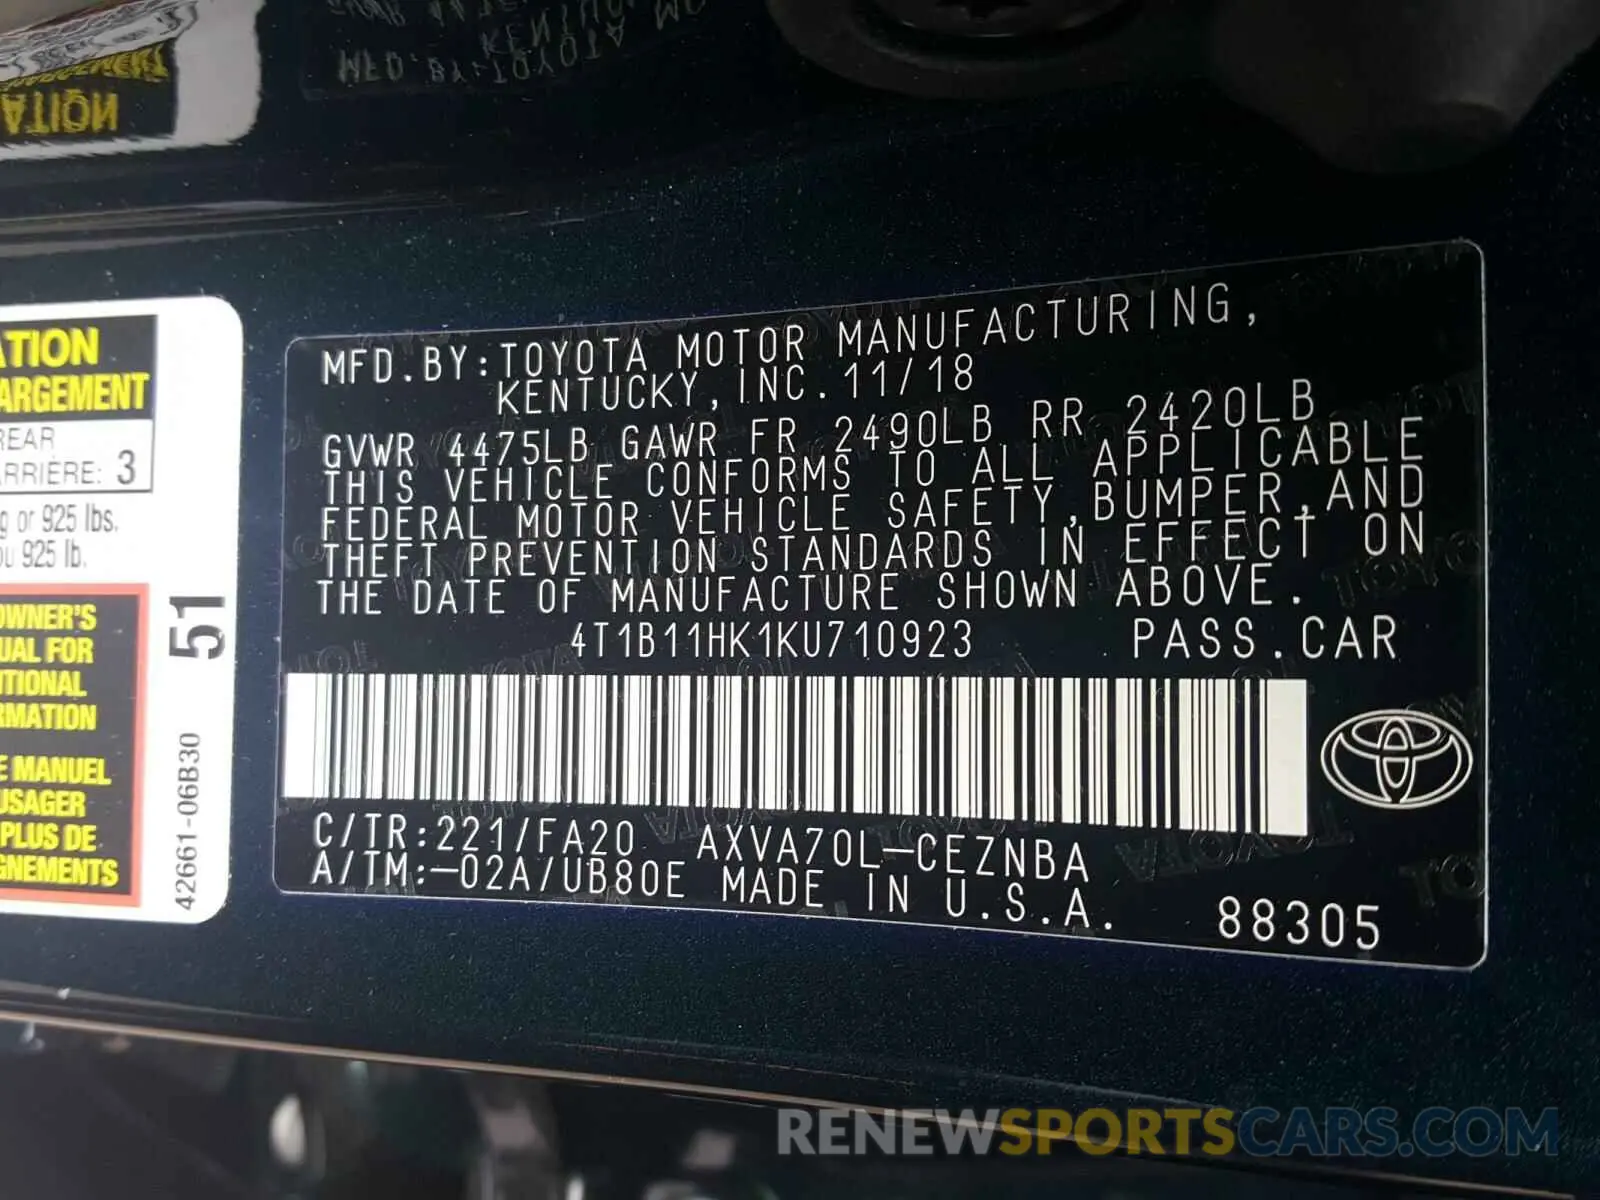 MFD.BY:TOYOTA MOTOR MANUFACTURING,
KENTUCKY,INC.11/18
GVWR 4475LB GAWR FR 2490LB RR 2420LB
THIS VEHICLE CONFORMS TO ALL APPLICABLE
FEDERAL MOTOR VEHICLE SAFETY,BUMPER,AND
THEFT PREVENTION STANDARDS IN EFFECT ON
THE DATE OF MANUFACTURE SHOWN ABOVE.
4T1B11HK1KU710923 PASS.CAR
C/TR:221/FA20 AXVA70L-CEZNBA
A/TM:-02A/UB80E MADE IN U.S.A.
88305
ATION
ARGEMENT
REAR
ARRIÈRE: 3
g or 925 lbs.
ou 925 lb.
OWNER'S
UAL FOR
ITIONAL
RMATION
E MANUEL
USAGER
PLUS DE
GNEMENTS
51
42661-06B30
RENEWSPORTSCARS.COM